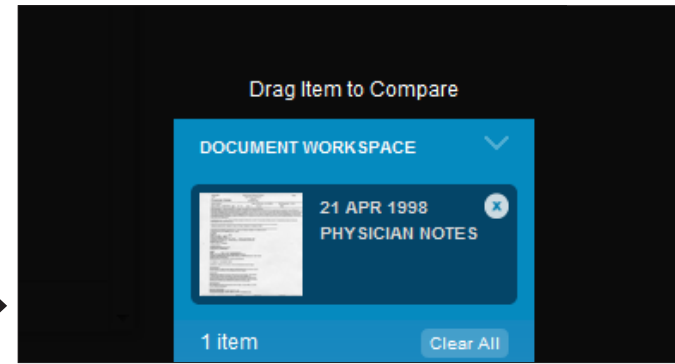 Drag Item to Compare
DOCUMENT WORKSPACE
21 APR 1998
PHYSICIAN NOTES
1 item
Clear All